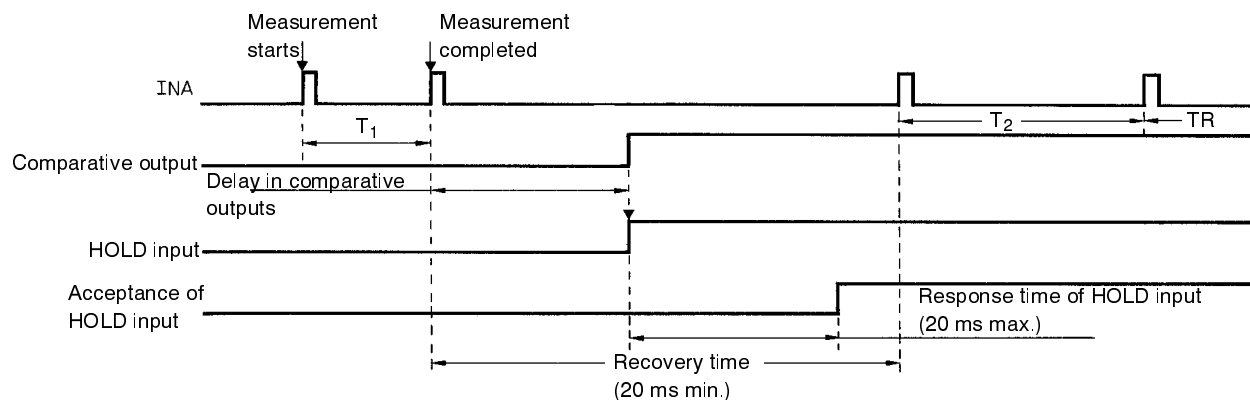 Measurement
starts
Measurement
completed
INA
T1
T2
TR
Comparative output
Delay in comparative
outputs
HOLD input
Acceptance of
HOLD input
Response time of HOLD input
(20 ms max.)
Recovery time
(20 ms min.)